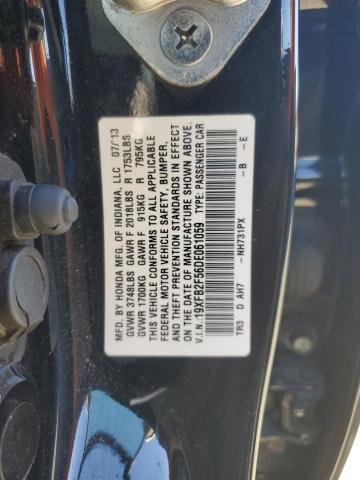 MFD. BY HONDA MFG. OF INDIANA, LLC 07/13
GVWR 3748LBS GAWR F 2018LBS R 1753LBS
GVWR 1700KG GAWR F 915KG R 795KG
THIS VEHICLE CONFORMS TO ALL APPLICABLE
FEDERAL MOTOR VEHICLE SAFETY, BUMPER,
AND THEFT PREVENTION STANDARDS IN EFFECT
ON THE DATE OF MANUFACTURE SHOWN ABOVE.
V.I.N.: 19XFB2F56DE061059 TYPE: PASSENGER CAR
TR3 D AH7 -NH731PX -B -E